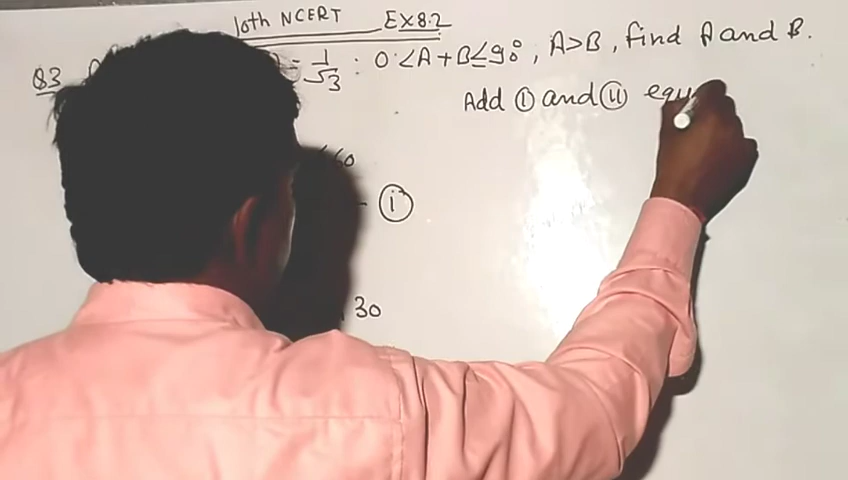 10th NCERT EX 8.2
Q3 = 1/√3 : 0°<A+B≤90°, A>B, find A and B.
Add (i) and (ii) equ
60
- (i)
30